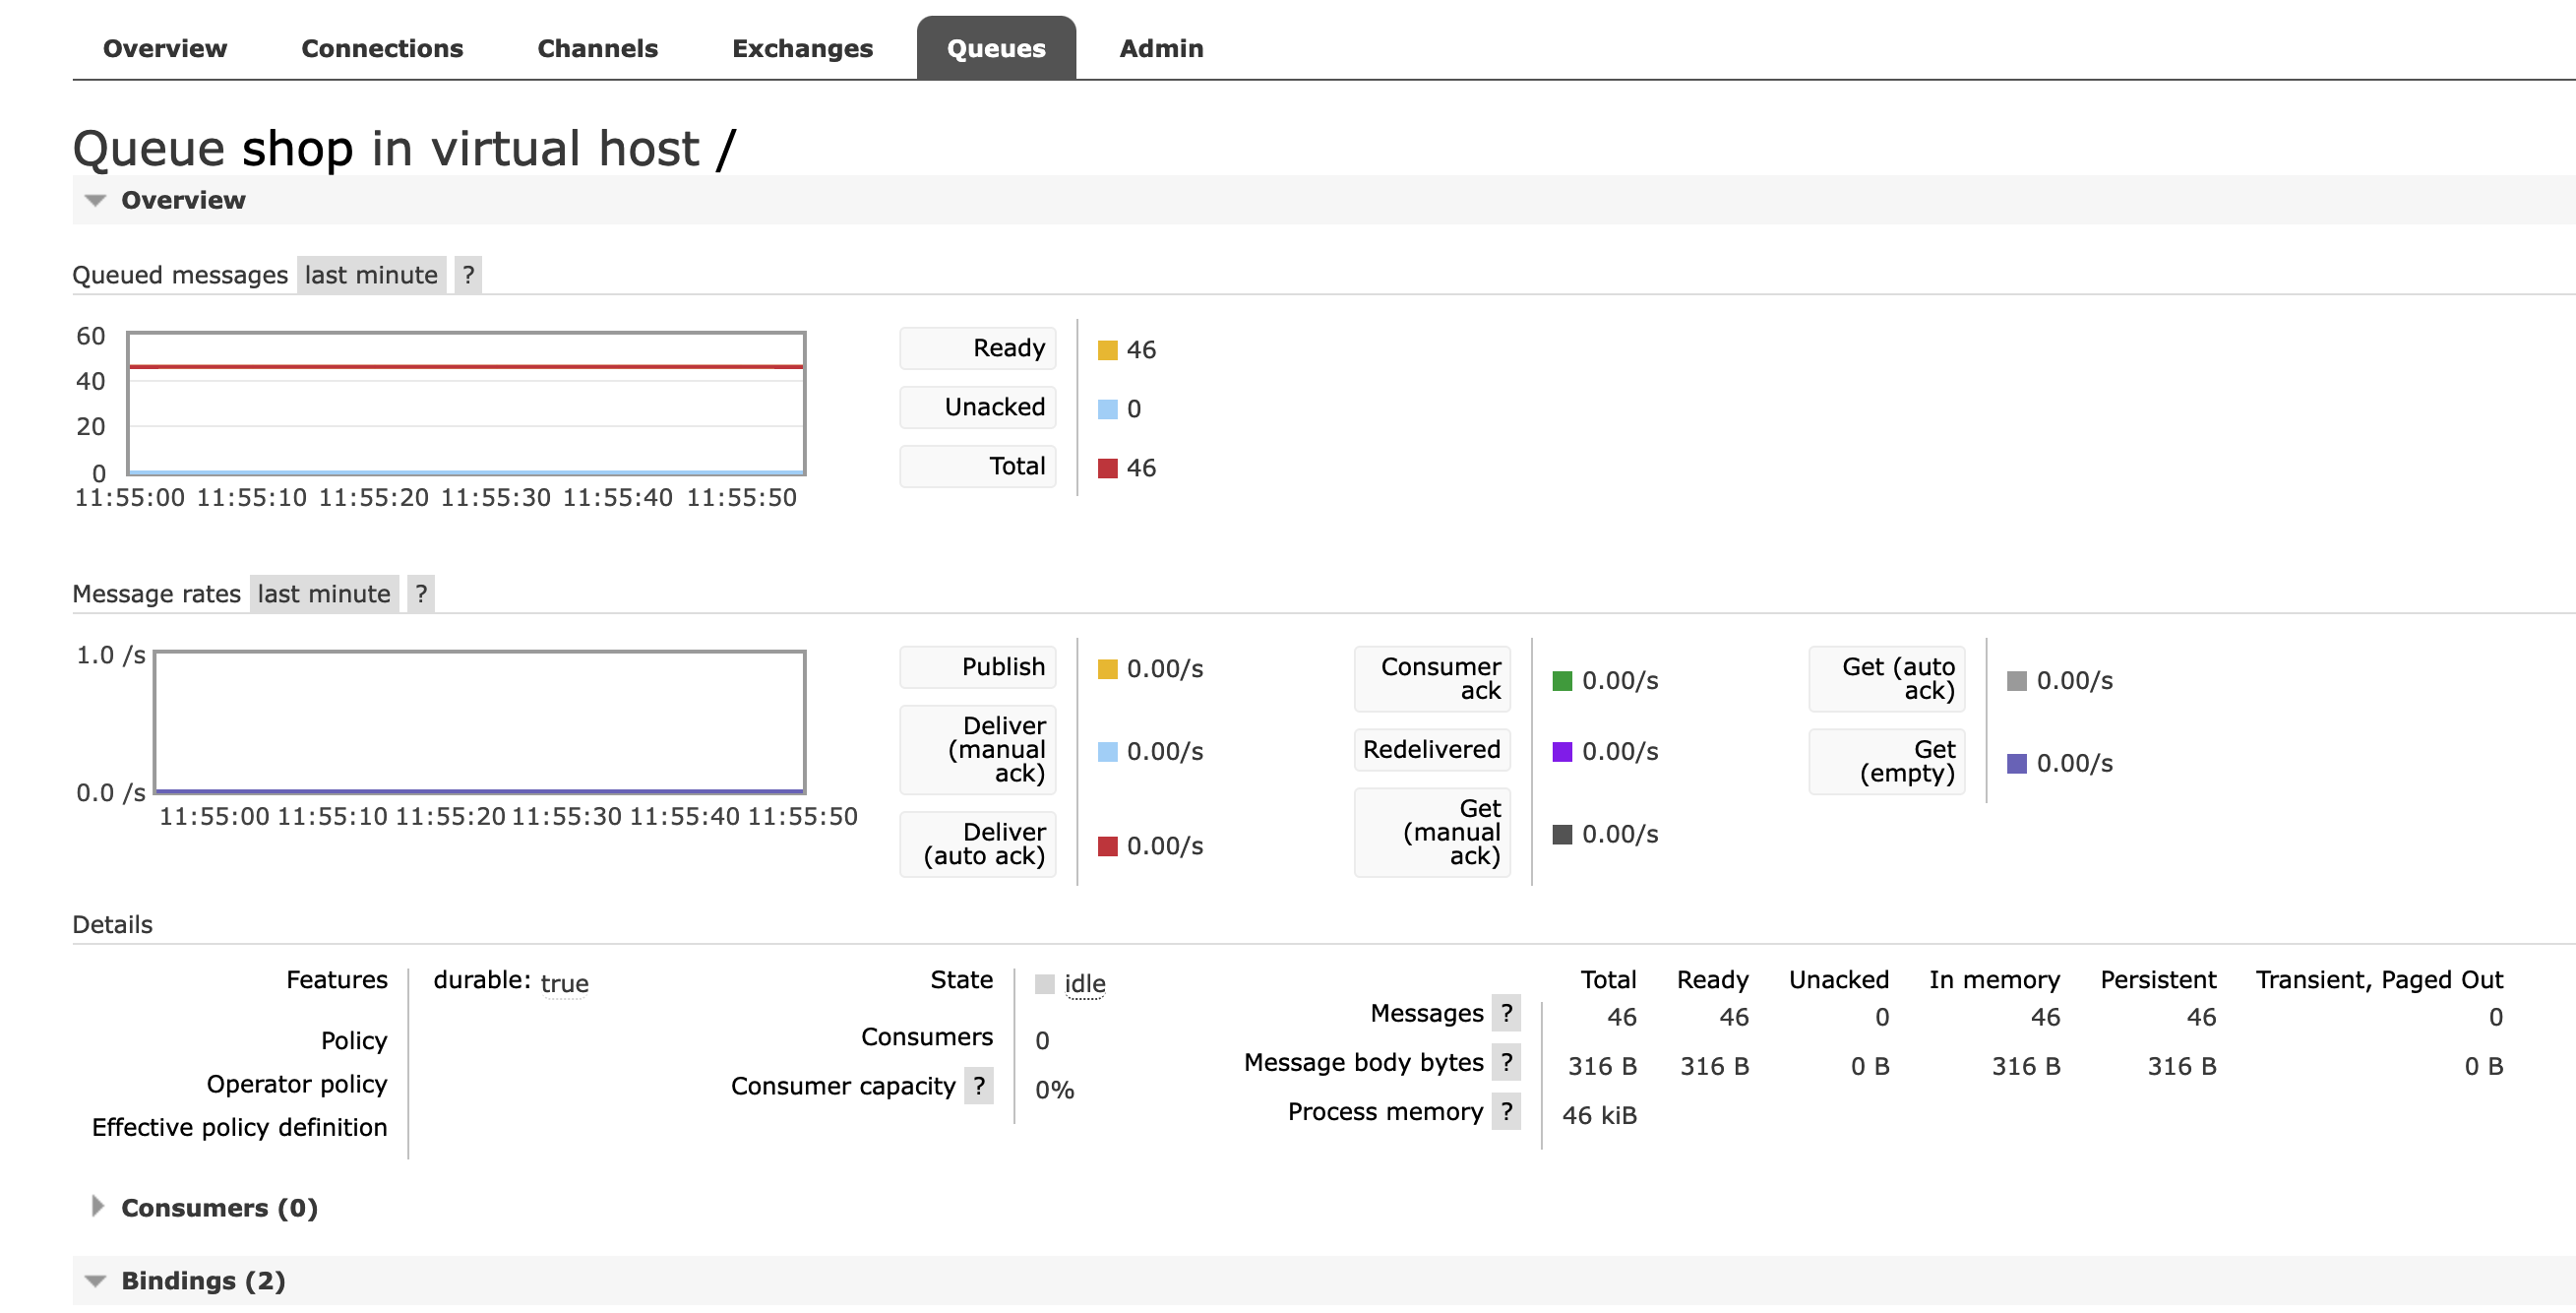 Overview Connections Channels Exchanges Queues Admin
Queue shop in virtual host /
Overview
Queued messages last minute ?
60
40
20
0
11:55:00 11:55:10 11:55:20 11:55:30 11:55:40 11:55:50
Ready 46
Unacked 0
Total 46
Message rates last minute ?
1.0 /s
0.0 /s
11:55:00 11:55:10 11:55:20 11:55:30 11:55:40 11:55:50
Publish 0.00/s
Deliver
(manual
ack) 0.00/s
Deliver
(auto ack) 0.00/s
Consumer
ack 0.00/s
Redelivered 0.00/s
Get
(manual
ack) 0.00/s
Get (auto
ack) 0.00/s
Get
(empty) 0.00/s
Details
Features durable: true
Policy
Operator policy
Effective policy definition
State idle
Consumers 0
Consumer capacity ? 0%
Total Ready Unacked In memory Persistent Transient, Paged Out
Messages ? 46 46 0 46 46 0
Message body bytes ? 316 B 316 B 0 B 316 B 316 B 0 B
Process memory ? 46 kiB
Consumers (0)
Bindings (2)